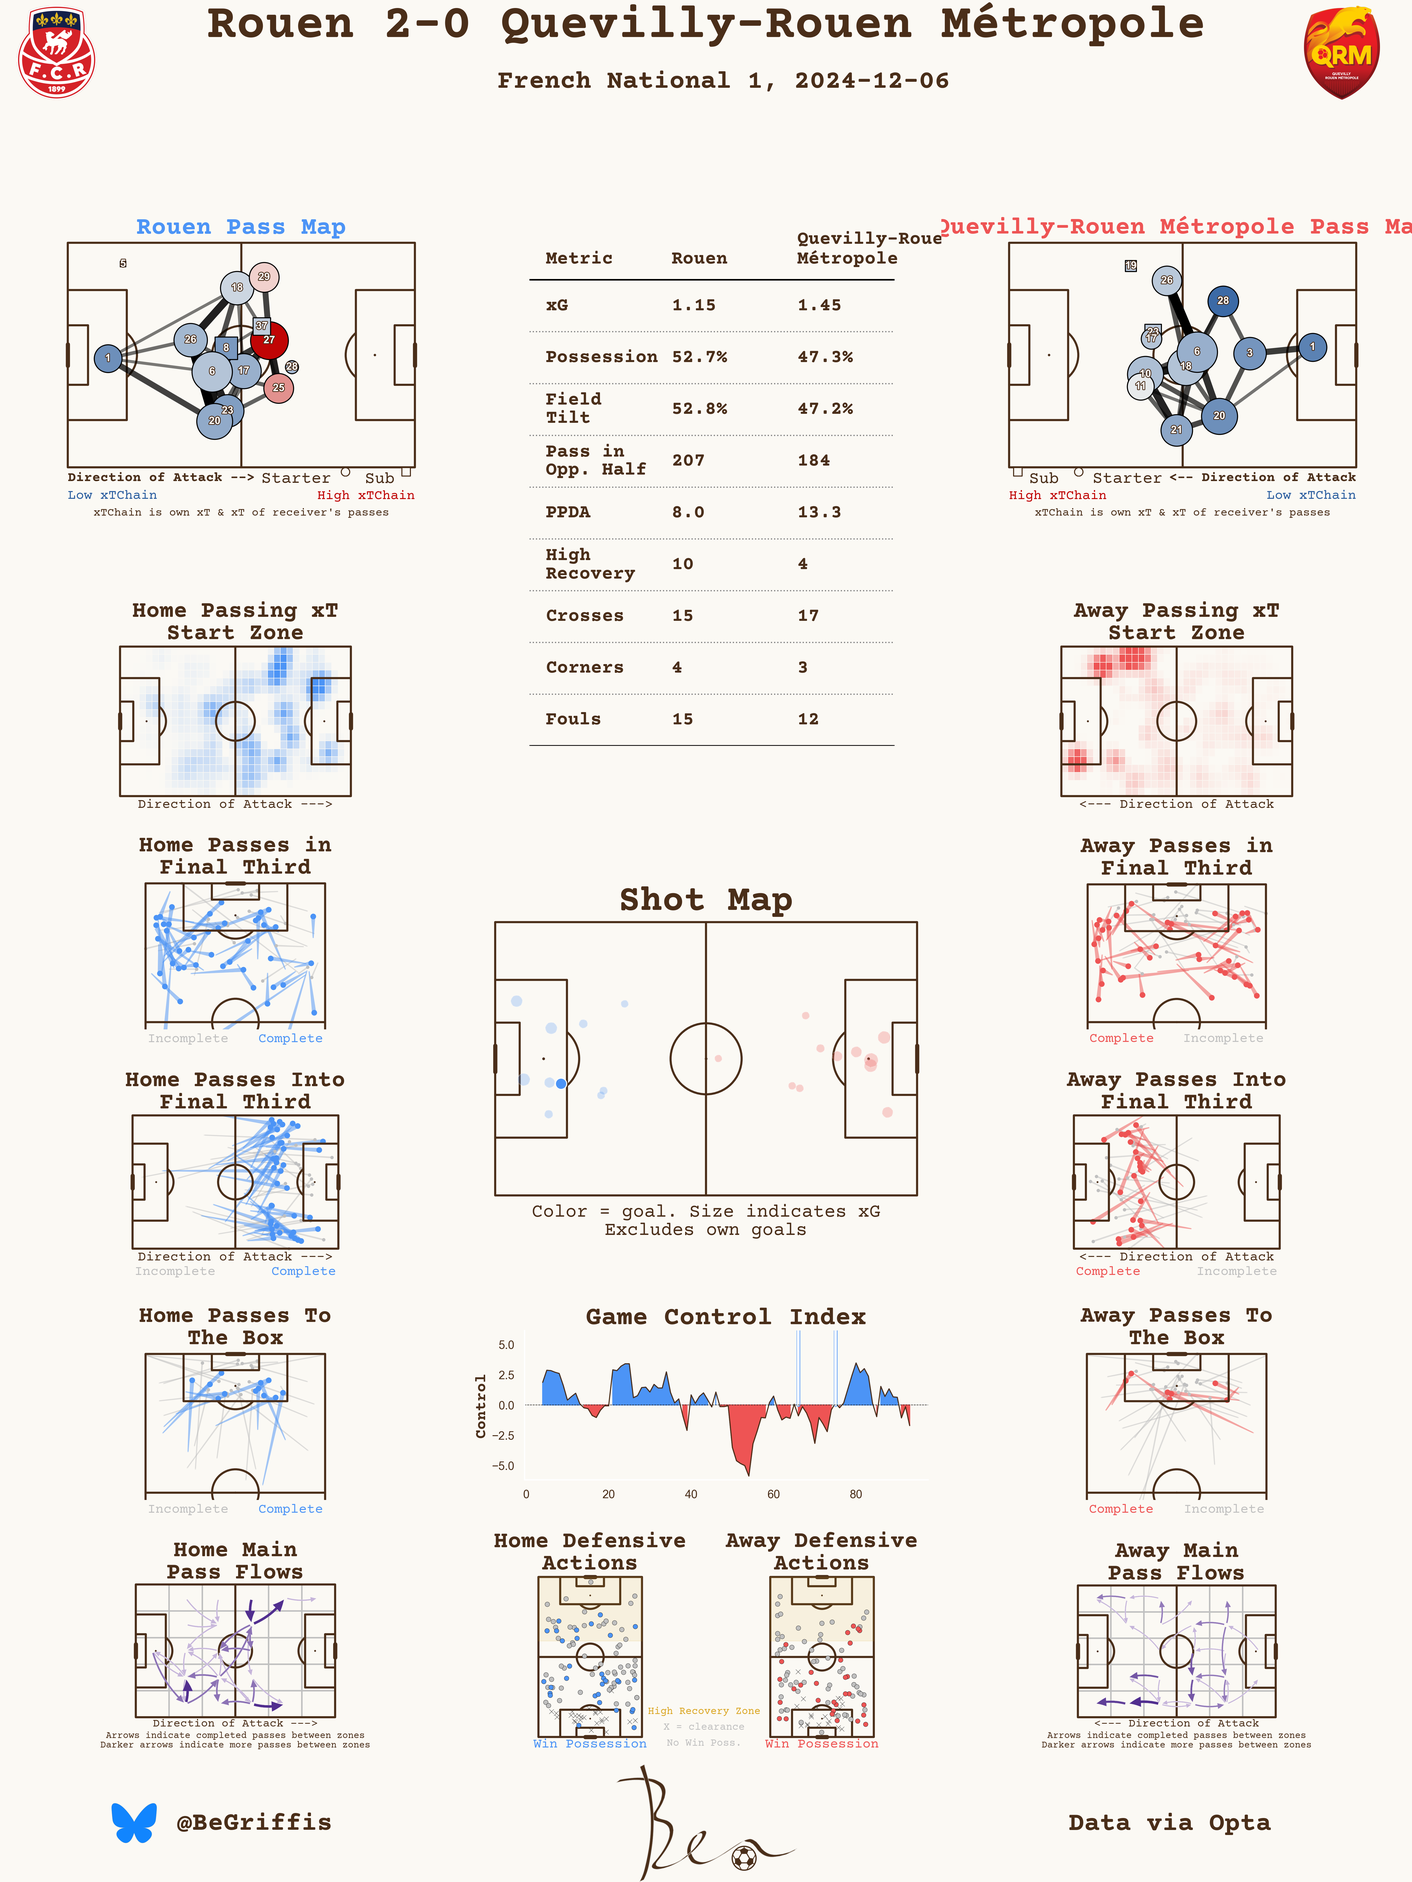 Rouen 2-0 Quevilly-Rouen Métropole
French National 1, 2024-12-06
F.C.R
1899
QRM
QUEVILLY
ROUEN MÉTROPOLE
Rouen Pass Map
5
18
29
37
26
27
8
1
6
17
28
25
23
20
Direction of Attack --> Starter Sub
Low xTChain High xTChain
xTChain is own xT & xT of receiver's passes
Metric Rouen Quevilly-Roue
Métropole
xG 1.15 1.45
Possession 52.7% 47.3%
Field
Tilt 52.8% 47.2%
Pass in
Opp. Half 207 184
PPDA 8.0 13.3
High
Recovery 10 4
Crosses 15 17
Corners 4 3
Fouls 15 12
Quevilly-Rouen Métropole Pass Ma
19
26
28
23
17
6
3
1
18
10
11
20
21
Sub Starter <-- Direction of Attack
High xTChain Low xTChain
xTChain is own xT & xT of receiver's passes
Home Passing xT
Start Zone
Direction of Attack --->
Away Passing xT
Start Zone
<--- Direction of Attack
Home Passes in
Final Third
Incomplete Complete
Away Passes in
Final Third
Complete Incomplete
Shot Map
Color = goal. Size indicates xG
Excludes own goals
Home Passes Into
Final Third
Direction of Attack --->
Incomplete Complete
Away Passes Into
Final Third
<--- Direction of Attack
Complete Incomplete
Home Passes To
The Box
Incomplete Complete
Game Control Index
Control
5.0
2.5
0.0
−2.5
−5.0
0 20 40 60 80
Away Passes To
The Box
Complete Incomplete
Home Main
Pass Flows
Direction of Attack --->
Arrows indicate completed passes between zones
Darker arrows indicate more passes between zones
Home Defensive
Actions
Win Possession
High Recovery Zone
X = clearance
No Win Poss.
Away Defensive
Actions
Win Possession
Away Main
Pass Flows
<--- Direction of Attack
Arrows indicate completed passes between zones
Darker arrows indicate more passes between zones
@BeGriffis
Ben
Data via Opta